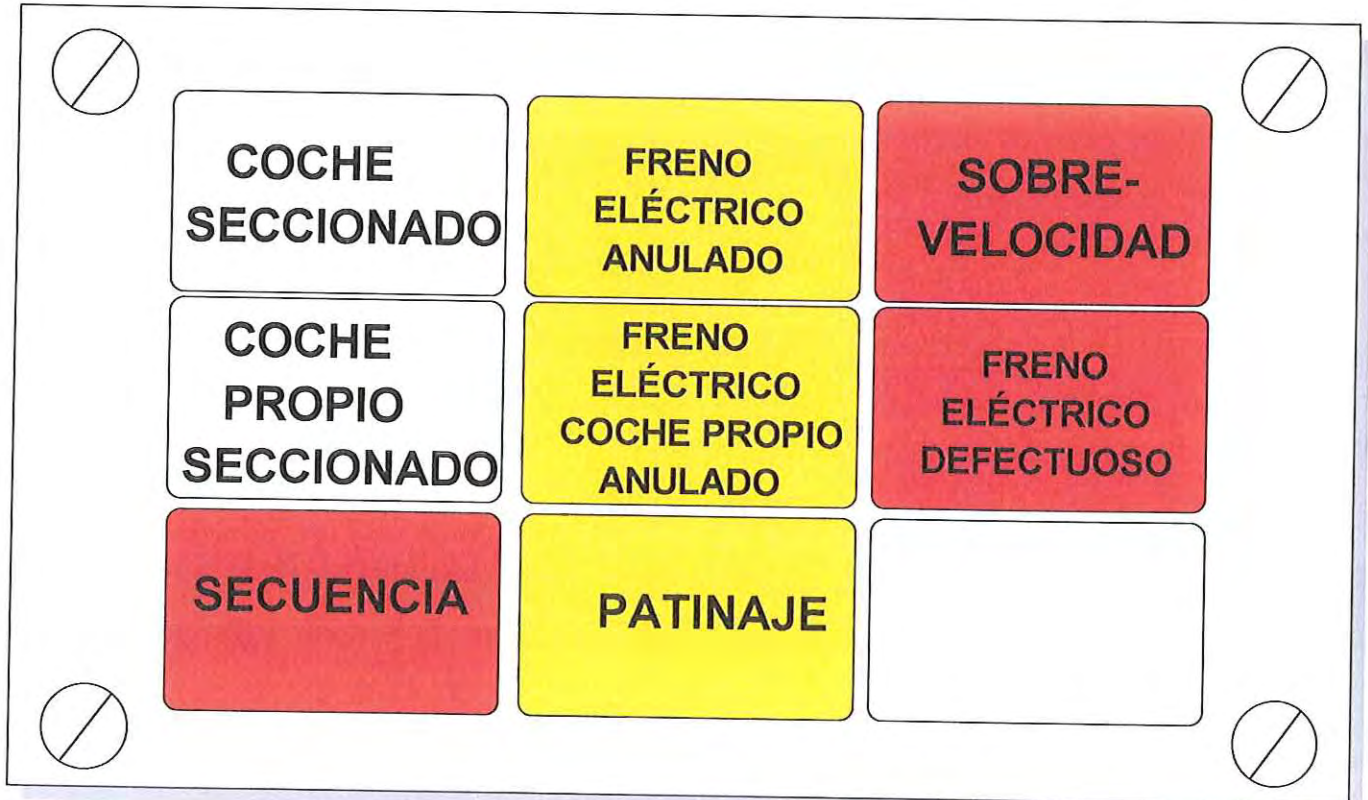 COCHE
SECCIONADO
FRENO
ELÉCTRICO
ANULADO
SOBRE-
VELOCIDAD
COCHE
PROPIO
SECCIONADO
FRENO
ELÉCTRICO
COCHE PROPIO
ANULADO
FRENO
ELÉCTRICO
DEFECTUOSO
SECUENCIA
PATINAJE